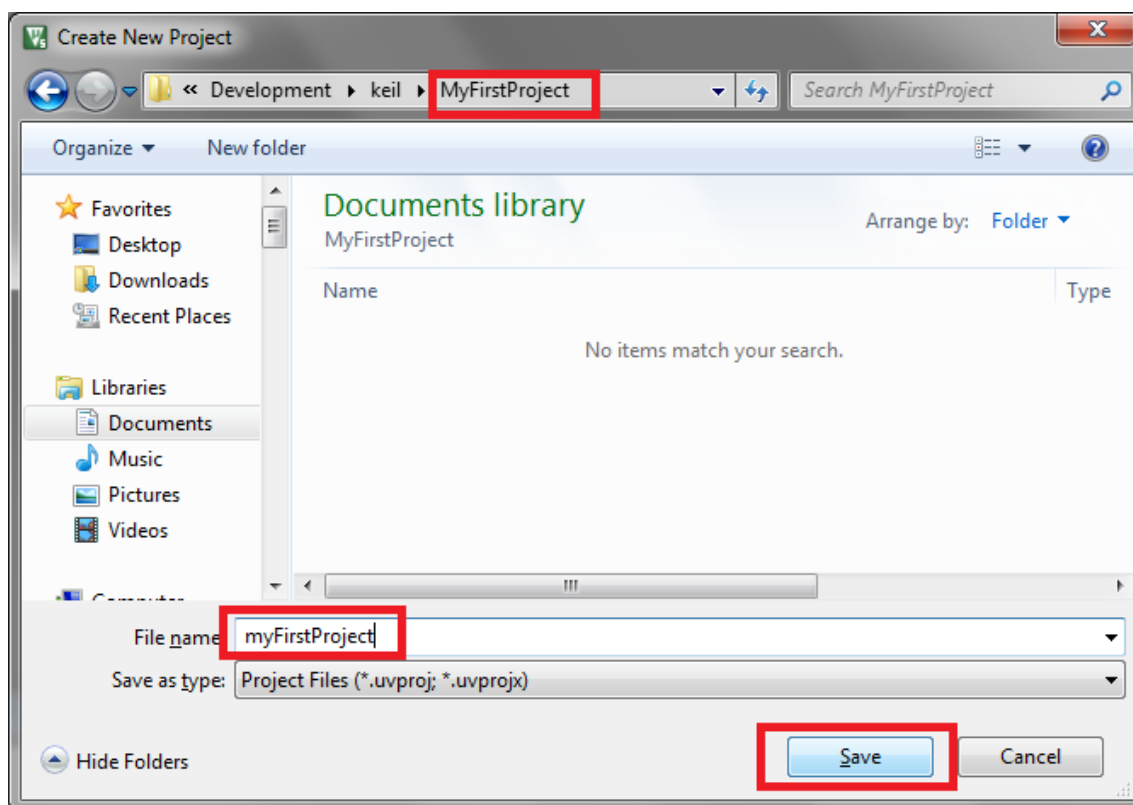 Create New Project
« Development ▸ keil ▸ MyFirstProject
Search MyFirstProject
Organize
New folder
Favorites
Desktop
Downloads
Recent Places
Libraries
Documents
Music
Pictures
Videos
Computer
Documents library
MyFirstProject
Arrange by: Folder
Name
Type
No items match your search.
File name
myFirstProject
Save as type: Project Files (*.uvproj; *.uvprojx)
Hide Folders
Save
Cancel